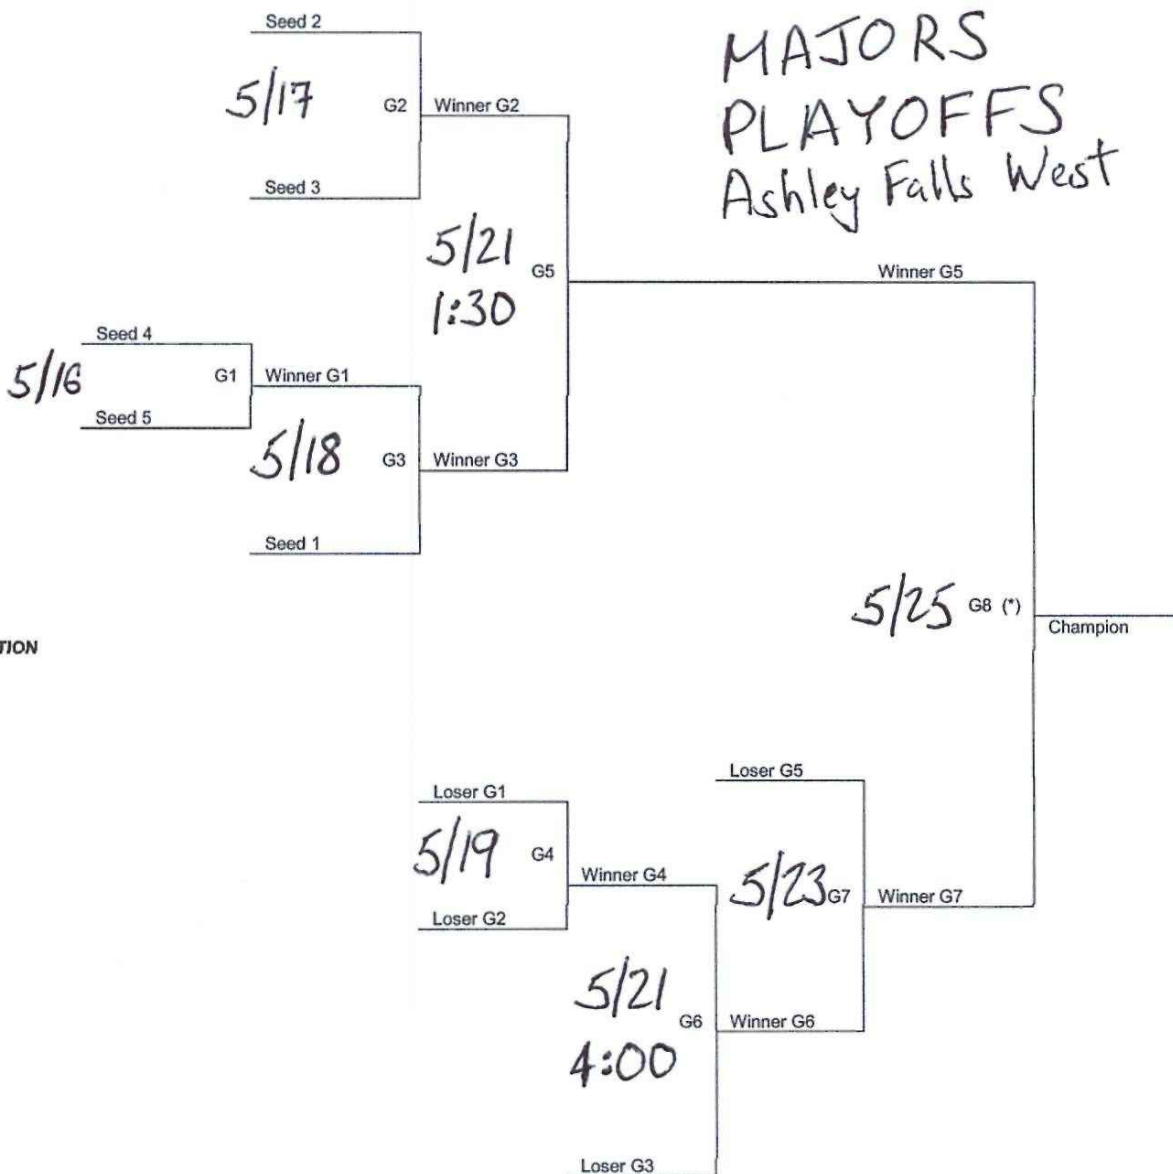 MAJORS
PLAYOFFS
Ashley Falls West
Seed 2
5/17
G2
Winner G2
Seed 3
5/21
1:30
G5
Winner G5
Seed 4
5/16
G1
Winner G1
Seed 5
5/18
G3
Winner G3
Seed 1
5/25
G8 (*)
Champion
TION
Loser G5
Loser G1
5/19
G4
Winner G4
Loser G2
5/23
G7
Winner G7
5/21
4:00
G6
Winner G6
Loser G3